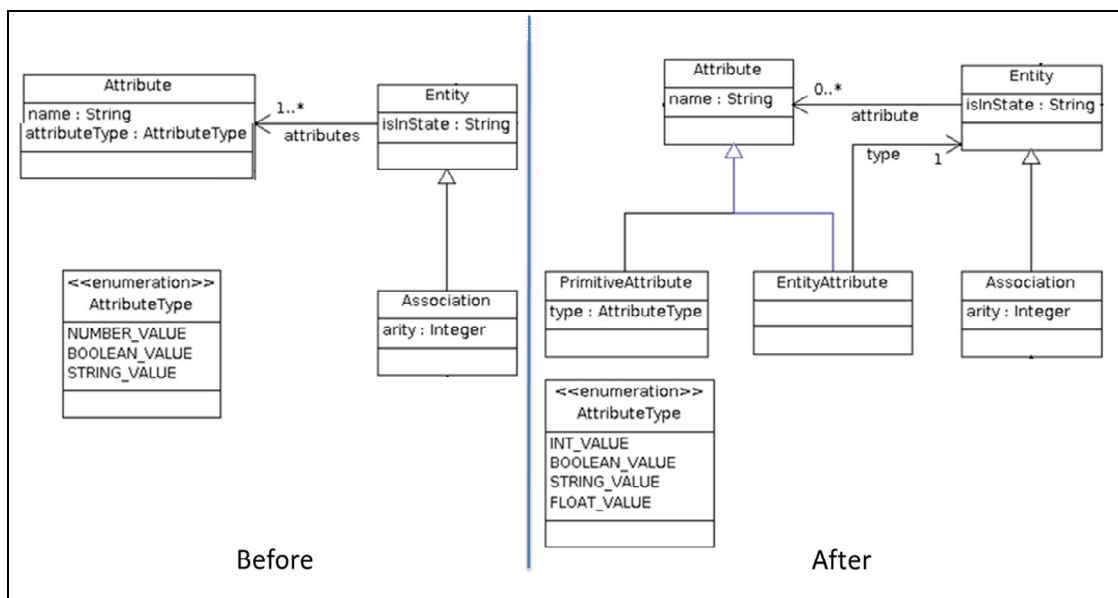 Attribute
name : String
attributeType : AttributeType
1..*
attributes
Entity
isInState : String
<<enumeration>>
AttributeType
NUMBER_VALUE
BOOLEAN_VALUE
STRING_VALUE
Association
arity : Integer
Before
Attribute
name : String
0..*
attribute
Entity
isInState : String
type
1
PrimitiveAttribute
type : AttributeType
EntityAttribute
Association
arity : Integer
<<enumeration>>
AttributeType
INT_VALUE
BOOLEAN_VALUE
STRING_VALUE
FLOAT_VALUE
After